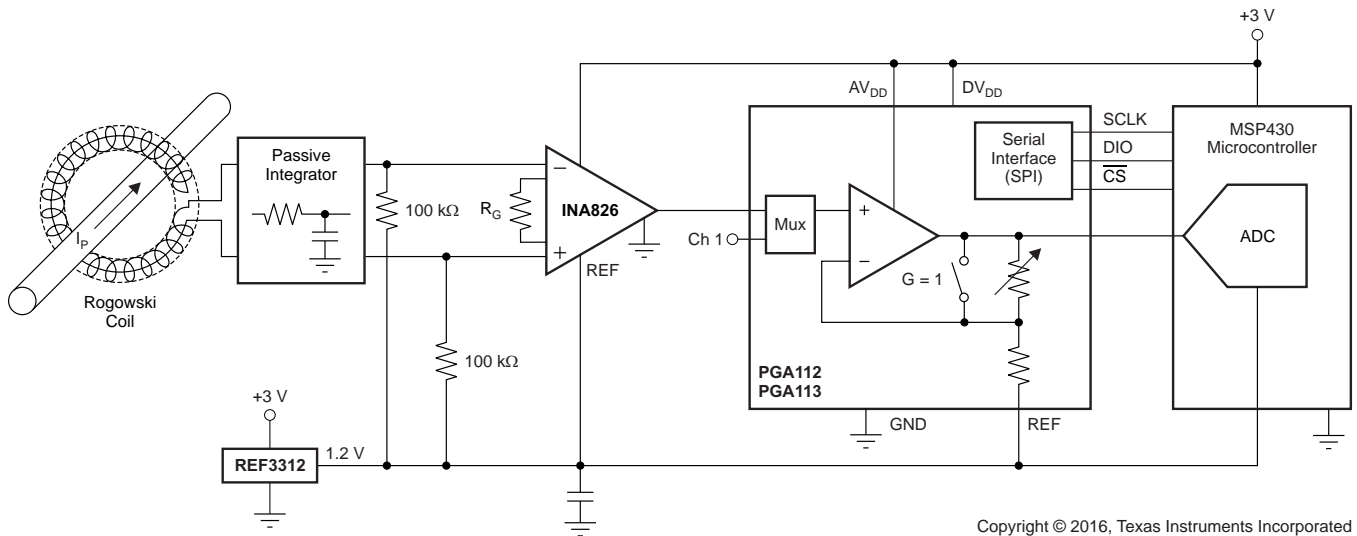 +3 V
AVDD
DVDD
SCLK
DIO
CS
Serial
Interface
(SPI)
MSP430
Microcontroller
ADC
Passive
Integrator
IP
Rogowski
Coil
100 kΩ
RG
−
INA826
+
REF
Mux
Ch 1
+
−
G = 1
100 kΩ
PGA112
PGA113
GND
REF
+3 V
REF3312
1.2 V
Copyright © 2016, Texas Instruments Incorporated